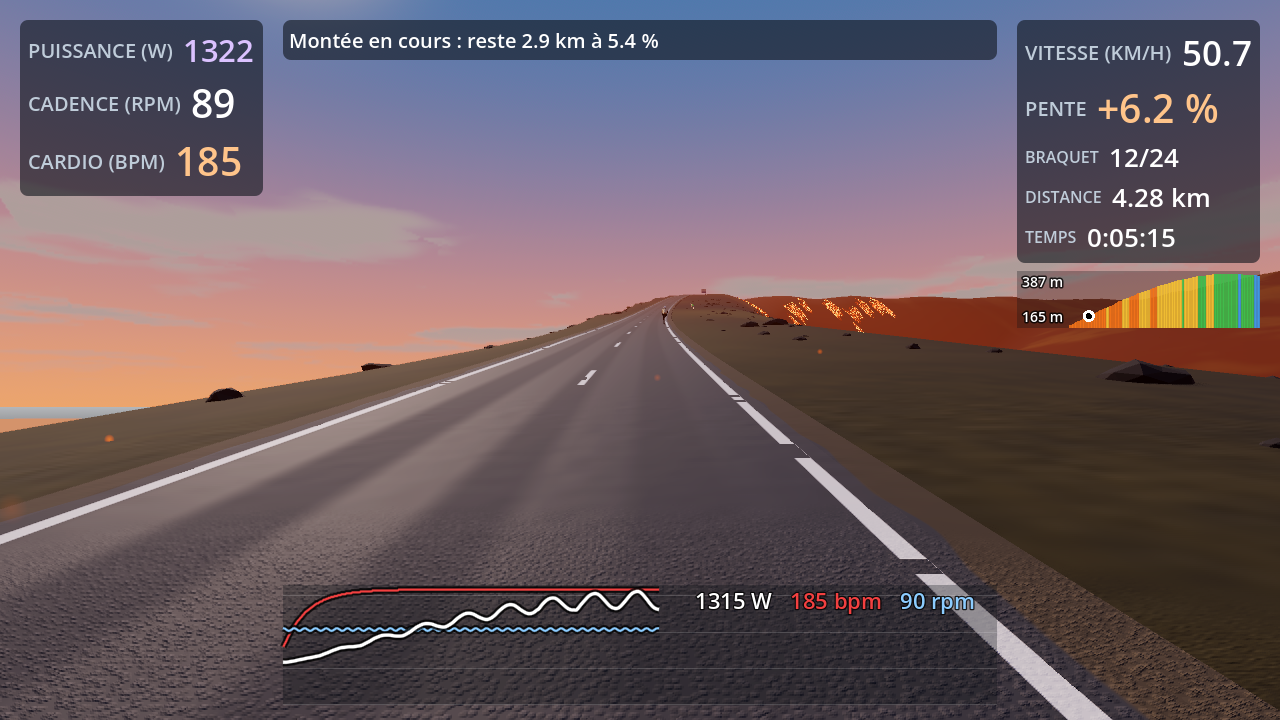 PUISSANCE (W) 1322
CADENCE (RPM) 89
CARDIO (BPM) 185
Montée en cours : reste 2.9 km à 5.4 %
VITESSE (KM/H) 50.7
PENTE +6.2 %
BRAQUET 12/24
DISTANCE 4.28 km
TEMPS 0:05:15
387 m
165 m
1315 W 185 bpm 90 rpm